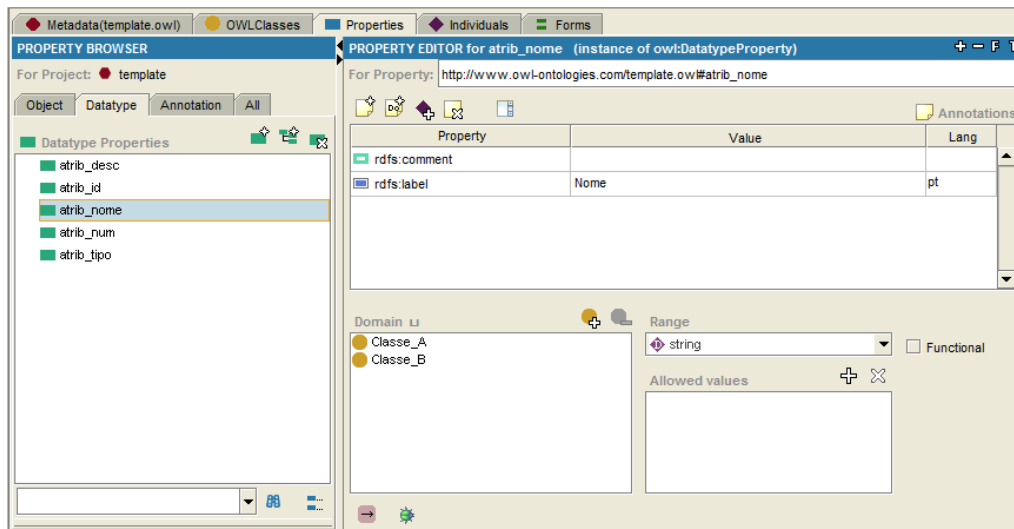 Metadata(template.owl) OWLClasses Properties Individuals Forms
PROPERTY BROWSER
For Project: template
Object Datatype Annotation All
Datatype Properties
atrib_desc
atrib_id
atrib_nome
atrib_num
atrib_tipo
PROPERTY EDITOR for atrib_nome (instance of owl:DatatypeProperty)
For Property: http://www.owl-ontologies.com/template.owl#atrib_nome
Annotations
Property Value Lang
rdfs:comment
rdfs:label Nome pt
Domain ⊔
Classe_A
Classe_B
Range
string
Functional
Allowed values